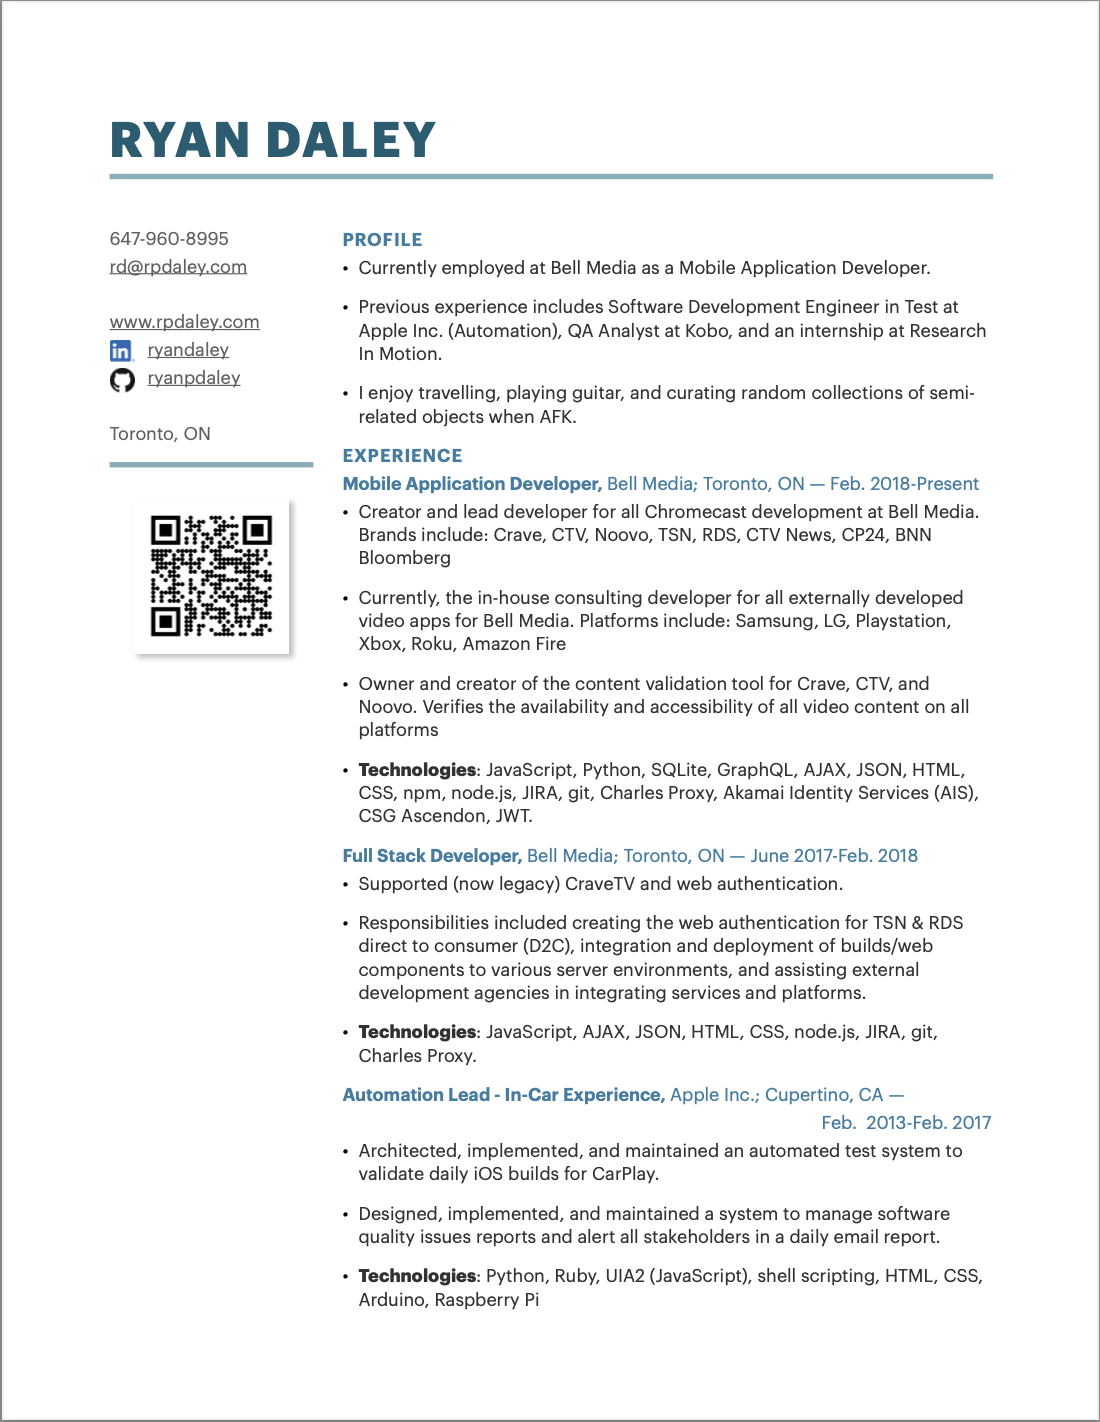 RYAN DALEY
647-960-8995
rd@rpdaley.com
www.rpdaley.com
in ryandaley
ryanpdaley
Toronto, ON
PROFILE
• Currently employed at Bell Media as a Mobile Application Developer.
• Previous experience includes Software Development Engineer in Test at
Apple Inc. (Automation), QA Analyst at Kobo, and an internship at Research
In Motion.
• I enjoy travelling, playing guitar, and curating random collections of semi-
related objects when AFK.
EXPERIENCE
Mobile Application Developer, Bell Media; Toronto, ON — Feb. 2018-Present
• Creator and lead developer for all Chromecast development at Bell Media.
Brands include: Crave, CTV, Noovo, TSN, RDS, CTV News, CP24, BNN
Bloomberg
• Currently, the in-house consulting developer for all externally developed
video apps for Bell Media. Platforms include: Samsung, LG, Playstation,
Xbox, Roku, Amazon Fire
• Owner and creator of the content validation tool for Crave, CTV, and
Noovo. Verifies the availability and accessibility of all video content on all
platforms
• Technologies: JavaScript, Python, SQLite, GraphQL, AJAX, JSON, HTML,
CSS, npm, node.js, JIRA, git, Charles Proxy, Akamai Identity Services (AIS),
CSG Ascendon, JWT.
Full Stack Developer, Bell Media; Toronto, ON — June 2017-Feb. 2018
• Supported (now legacy) CraveTV and web authentication.
• Responsibilities included creating the web authentication for TSN & RDS
direct to consumer (D2C), integration and deployment of builds/web
components to various server environments, and assisting external
development agencies in integrating services and platforms.
• Technologies: JavaScript, AJAX, JSON, HTML, CSS, node.js, JIRA, git,
Charles Proxy.
Automation Lead - In-Car Experience, Apple Inc.; Cupertino, CA —
Feb. 2013-Feb. 2017
• Architected, implemented, and maintained an automated test system to
validate daily iOS builds for CarPlay.
• Designed, implemented, and maintained a system to manage software
quality issues reports and alert all stakeholders in a daily email report.
• Technologies: Python, Ruby, UIA2 (JavaScript), shell scripting, HTML, CSS,
Arduino, Raspberry Pi